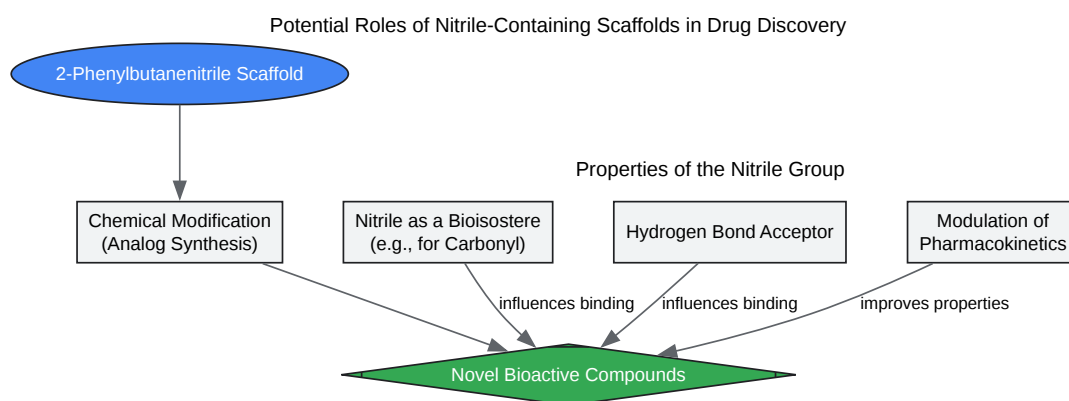 Potential Roles of Nitrile-Containing Scaffolds in Drug Discovery
2-Phenylbutanenitrile Scaffold
Properties of the Nitrile Group
Chemical Modification
(Analog Synthesis)
Nitrile as a Bioisostere
(e.g., for Carbonyl)
Hydrogen Bond Acceptor
Modulation of
Pharmacokinetics
influences binding
influences binding
improves properties
Novel Bioactive Compounds